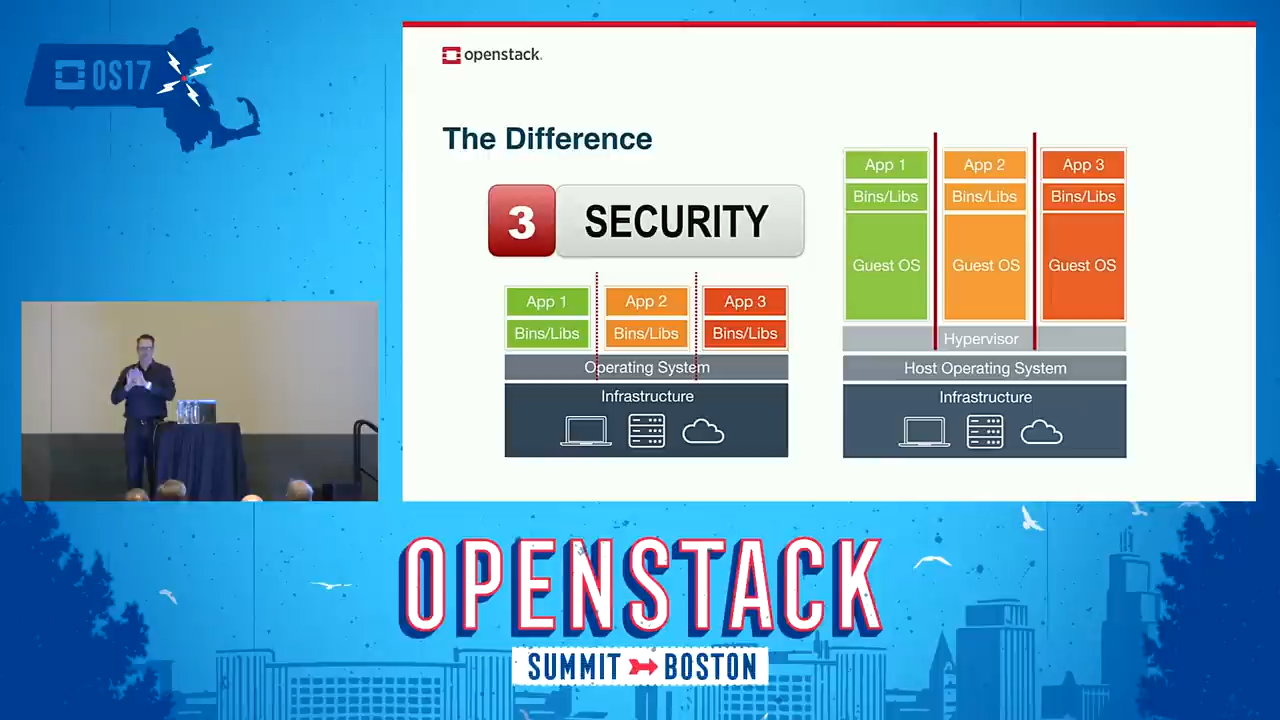 OS17
openstack.
The Difference
3 SECURITY
App 1 App 2 App 3
Bins/Libs Bins/Libs Bins/Libs
Operating System
Infrastructure
App 1 App 2 App 3
Bins/Libs Bins/Libs Bins/Libs
Guest OS Guest OS Guest OS
Hypervisor
Host Operating System
Infrastructure
OPENSTACK
SUMMIT BOSTON